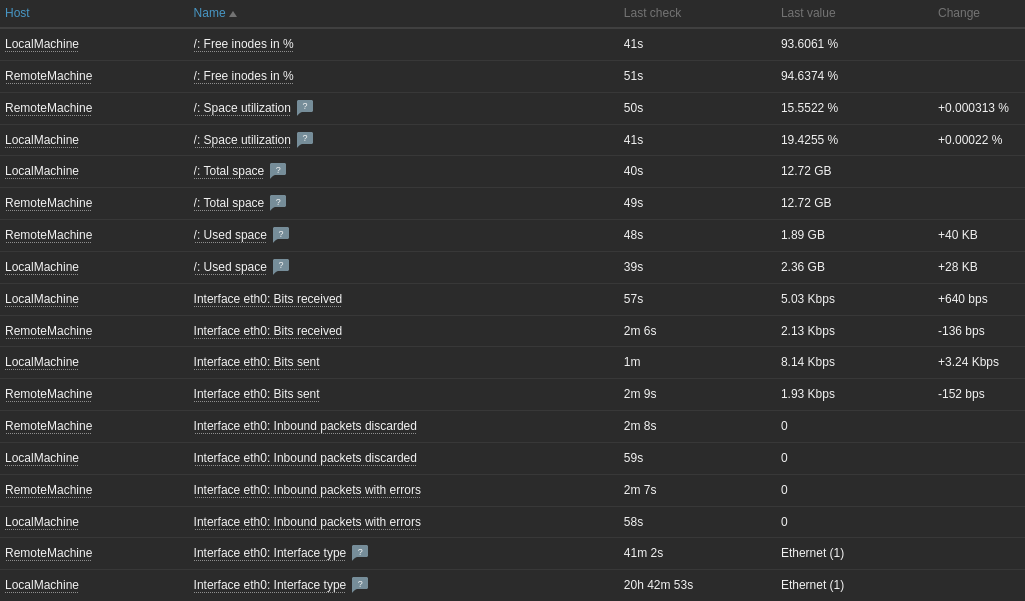 Host Name Last check Last value Change
LocalMachine /: Free inodes in % 41s 93.6061 %
RemoteMachine /: Free inodes in % 51s 94.6374 %
RemoteMachine /: Space utilization ? 50s 15.5522 % +0.000313 %
LocalMachine /: Space utilization ? 41s 19.4255 % +0.00022 %
LocalMachine /: Total space ? 40s 12.72 GB
RemoteMachine /: Total space ? 49s 12.72 GB
RemoteMachine /: Used space ? 48s 1.89 GB +40 KB
LocalMachine /: Used space ? 39s 2.36 GB +28 KB
LocalMachine Interface eth0: Bits received 57s 5.03 Kbps +640 bps
RemoteMachine Interface eth0: Bits received 2m 6s 2.13 Kbps -136 bps
LocalMachine Interface eth0: Bits sent 1m 8.14 Kbps +3.24 Kbps
RemoteMachine Interface eth0: Bits sent 2m 9s 1.93 Kbps -152 bps
RemoteMachine Interface eth0: Inbound packets discarded 2m 8s 0
LocalMachine Interface eth0: Inbound packets discarded 59s 0
RemoteMachine Interface eth0: Inbound packets with errors 2m 7s 0
LocalMachine Interface eth0: Inbound packets with errors 58s 0
RemoteMachine Interface eth0: Interface type ? 41m 2s Ethernet (1)
LocalMachine Interface eth0: Interface type ? 20h 42m 53s Ethernet (1)